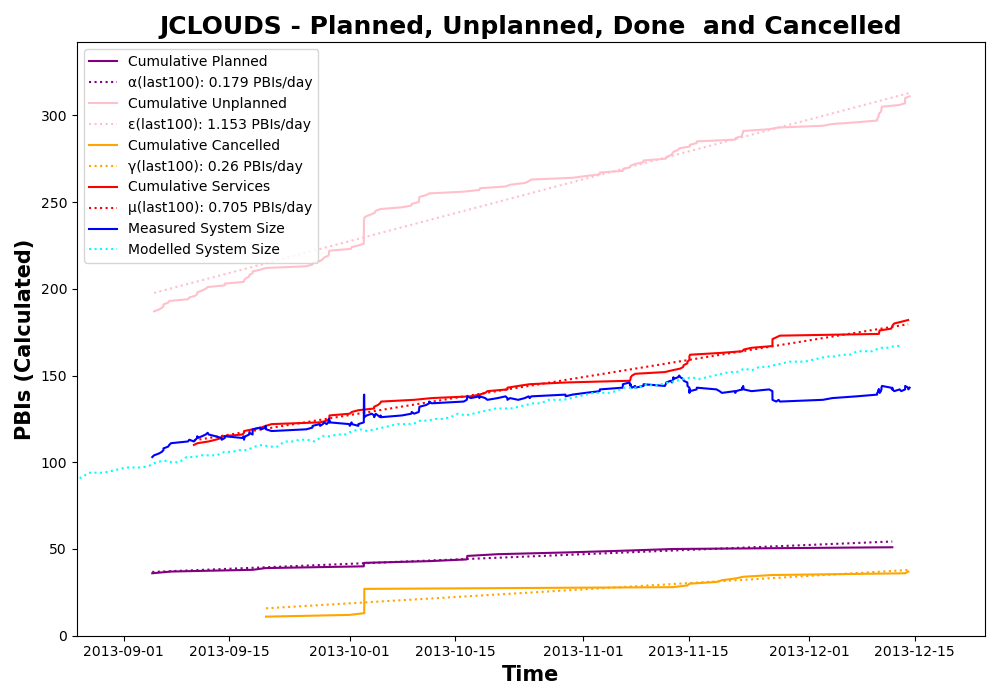 JCLOUDS - Planned, Unplanned, Done  and Cancelled
Cumulative Planned
α(last100): 0.179 PBIs/day
Cumulative Unplanned
ε(last100): 1.153 PBIs/day
Cumulative Cancelled
γ(last100): 0.26 PBIs/day
Cumulative Services
μ(last100): 0.705 PBIs/day
Measured System Size
Modelled System Size
PBIs (Calculated)
300
250
200
150
100
50
0
2013-09-01 2013-09-15 2013-10-01 2013-10-15 2013-11-01 2013-11-15 2013-12-01 2013-12-15
Time